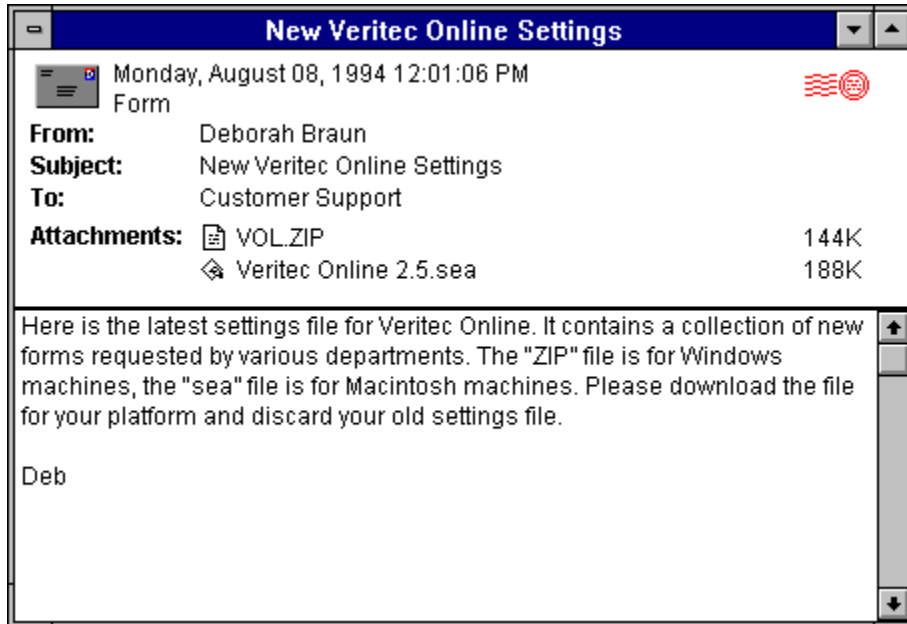 New Veritec Online Settings
Monday, August 08, 1994 12:01:06 PM
Form
From: Deborah Braun
Subject: New Veritec Online Settings
To: Customer Support
Attachments: VOL.ZIP 144K
Veritec Online 2.5.sea 188K
Here is the latest settings file for Veritec Online. It contains a collection of new
forms requested by various departments. The "ZIP" file is for Windows
machines, the "sea" file is for Macintosh machines. Please download the file
for your platform and discard your old settings file.
Deb